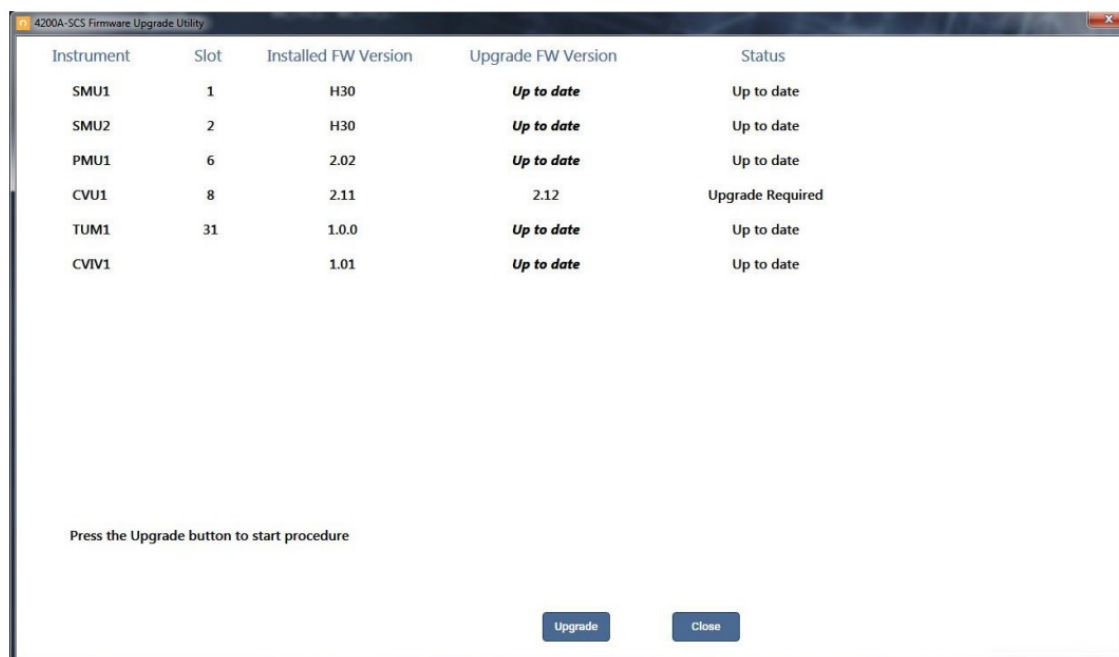 4200A-SCS Firmware Upgrade Utility
Instrument Slot Installed FW Version Upgrade FW Version Status
SMU1 1 H30 Up to date Up to date
SMU2 2 H30 Up to date Up to date
PMU1 6 2.02 Up to date Up to date
CVU1 8 2.11 2.12 Upgrade Required
TUM1 31 1.0.0 Up to date Up to date
CVIV1 1.01 Up to date Up to date
Press the Upgrade button to start procedure
Upgrade Close